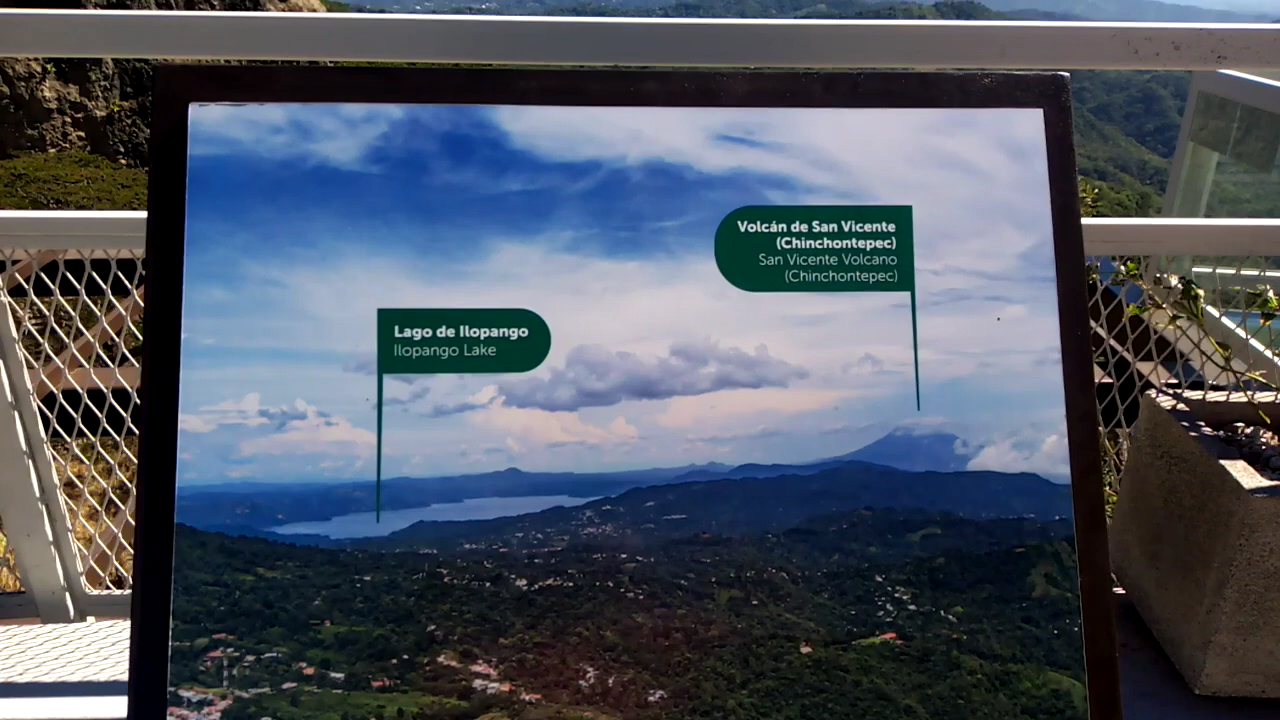 Volcán de San Vicente
(Chinchontepec)
San Vicente Volcano
(Chinchontepec)
Lago de Ilopango
Ilopango Lake